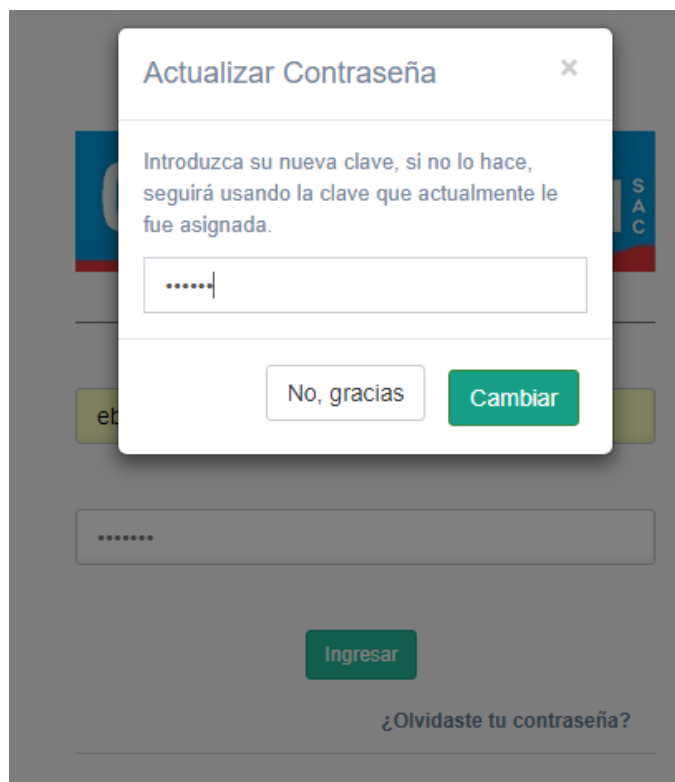 Actualizar Contraseña ×
Introduzca su nueva clave, si no lo hace,
seguirá usando la clave que actualmente le
fue asignada.
••••••
No, gracias
Cambiar
S
A
C
•••••••
Ingresar
¿Olvidaste tu contraseña?